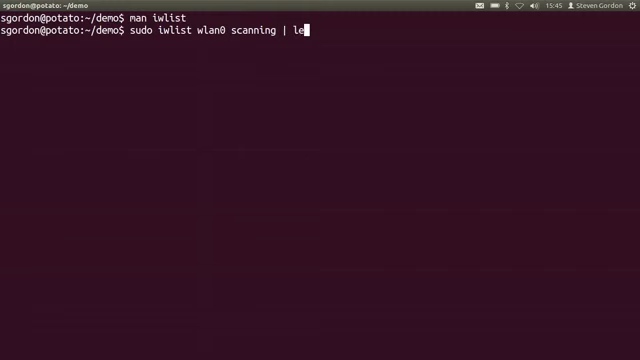 sgordon@potato: ~/demo
15:45
Steven Gordon
sgordon@potato:~/demo$ man iwlist
sgordon@potato:~/demo$ sudo iwlist wlan0 scanning | le